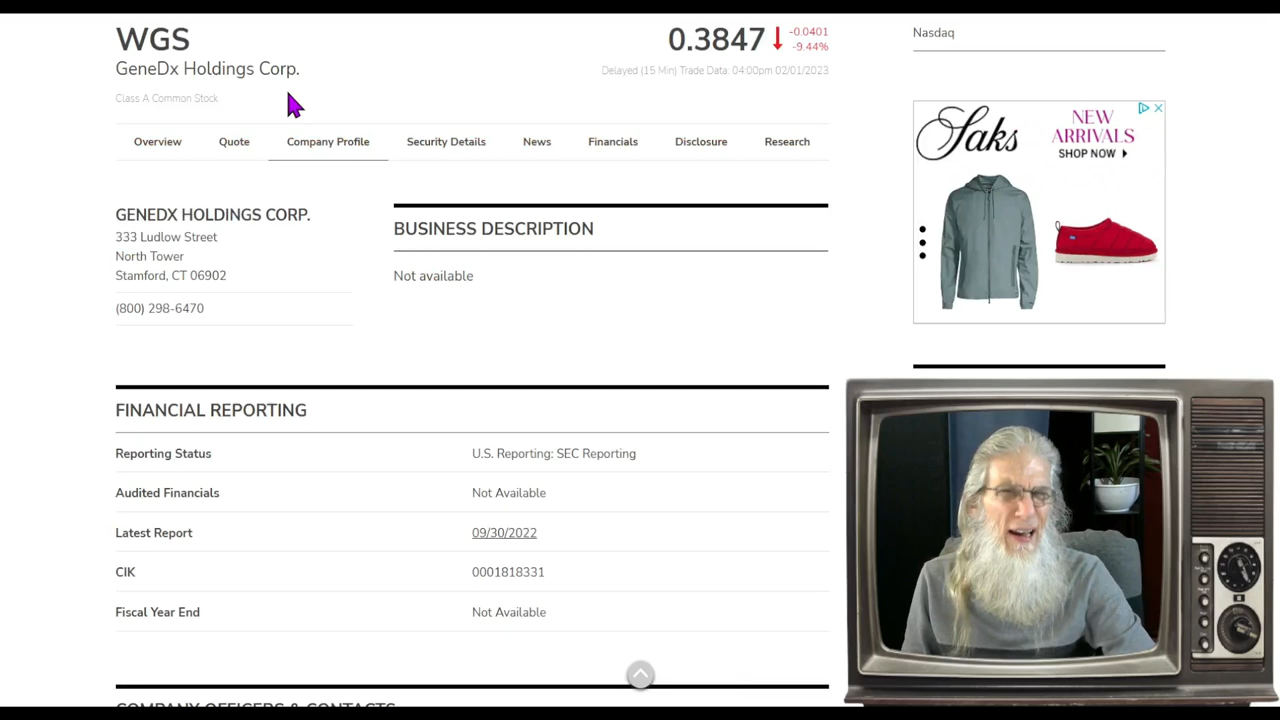 WGS
GeneDx Holdings Corp.
Class A Common Stock
0.3847
-0.0401
-9.44%
Delayed (15 Min) Trade Data: 04:00pm 02/01/2023
Overview Quote Company Profile Security Details News Financials Disclosure Research
GENEDX HOLDINGS CORP.
333 Ludlow Street
North Tower
Stamford, CT 06902
(800) 298-6470
BUSINESS DESCRIPTION
Not available
FINANCIAL REPORTING
Reporting Status U.S. Reporting: SEC Reporting
Audited Financials Not Available
Latest Report 09/30/2022
CIK 0001818331
Fiscal Year End Not Available
COMPANY OFFICERS & CONTACTS
Nasdaq
Saks
NEW
ARRIVALS
SHOP NOW